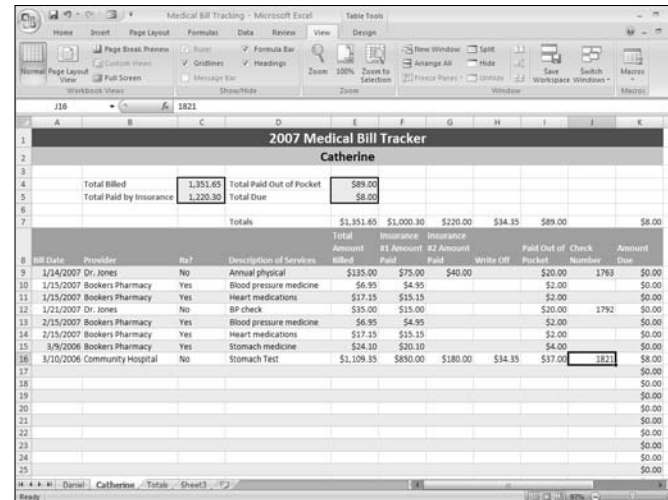 Medical Bill Tracking - Microsoft Excel Table Tools
Home Insert Page Layout Formulas Data Review View Design
Page Break Preview Ruler Formula Bar New Window Split
Custom Views Gridlines Headings Arrange All Hide
Normal Page Layout View Full Screen Message Bar Zoom 100% Zoom to Selection Freeze Panes Unhide Save Workspace Switch Windows Macros
Workbook Views Show/Hide Zoom Window Macros
J16 fx 1821
A B C D E F G H I J K
1 2007 Medical Bill Tracker
2 Catherine
3
4 Total Billed 1,351.65 Total Paid Out of Pocket $89.00
5 Total Paid by Insurance 1,220.30 Total Due $8.00
6
7 Totals $1,351.65 $1,000.30 $220.00 $34.35 $89.00 $8.00
8 Bill Date Provider Rx? Description of Services Total Amount Billed Insurance #1 Amount Paid Insurance #2 Amount Paid Write Off Paid Out of Pocket Check Number Amount Due
9 1/14/2007 Dr. Jones No Annual physical $135.00 $75.00 $40.00 $20.00 1763 $0.00
10 1/15/2007 Bookers Pharmacy Yes Blood pressure medicine $6.95 $4.95 $2.00 $0.00
11 1/15/2007 Bookers Pharmacy Yes Heart medications $17.15 $15.15 $2.00 $0.00
12 1/21/2007 Dr. Jones No BP check $35.00 $15.00 $20.00 1792 $0.00
13 2/15/2007 Bookers Pharmacy Yes Blood pressure medicine $6.95 $4.95 $2.00 $0.00
14 2/15/2007 Bookers Pharmacy Yes Heart medications $17.15 $15.15 $2.00 $0.00
15 3/9/2006 Bookers Pharmacy Yes Stomach medicine $24.10 $20.10 $4.00 $0.00
16 3/10/2006 Community Hospital No Stomach Test $1,109.35 $850.00 $180.00 $34.35 $37.00 1821 $8.00
17 $0.00
18 $0.00
19 $0.00
20 $0.00
21 $0.00
22 $0.00
23 $0.00
24 $0.00
25 $0.00
Daniel Catherine Totals Sheet3
Ready 97%